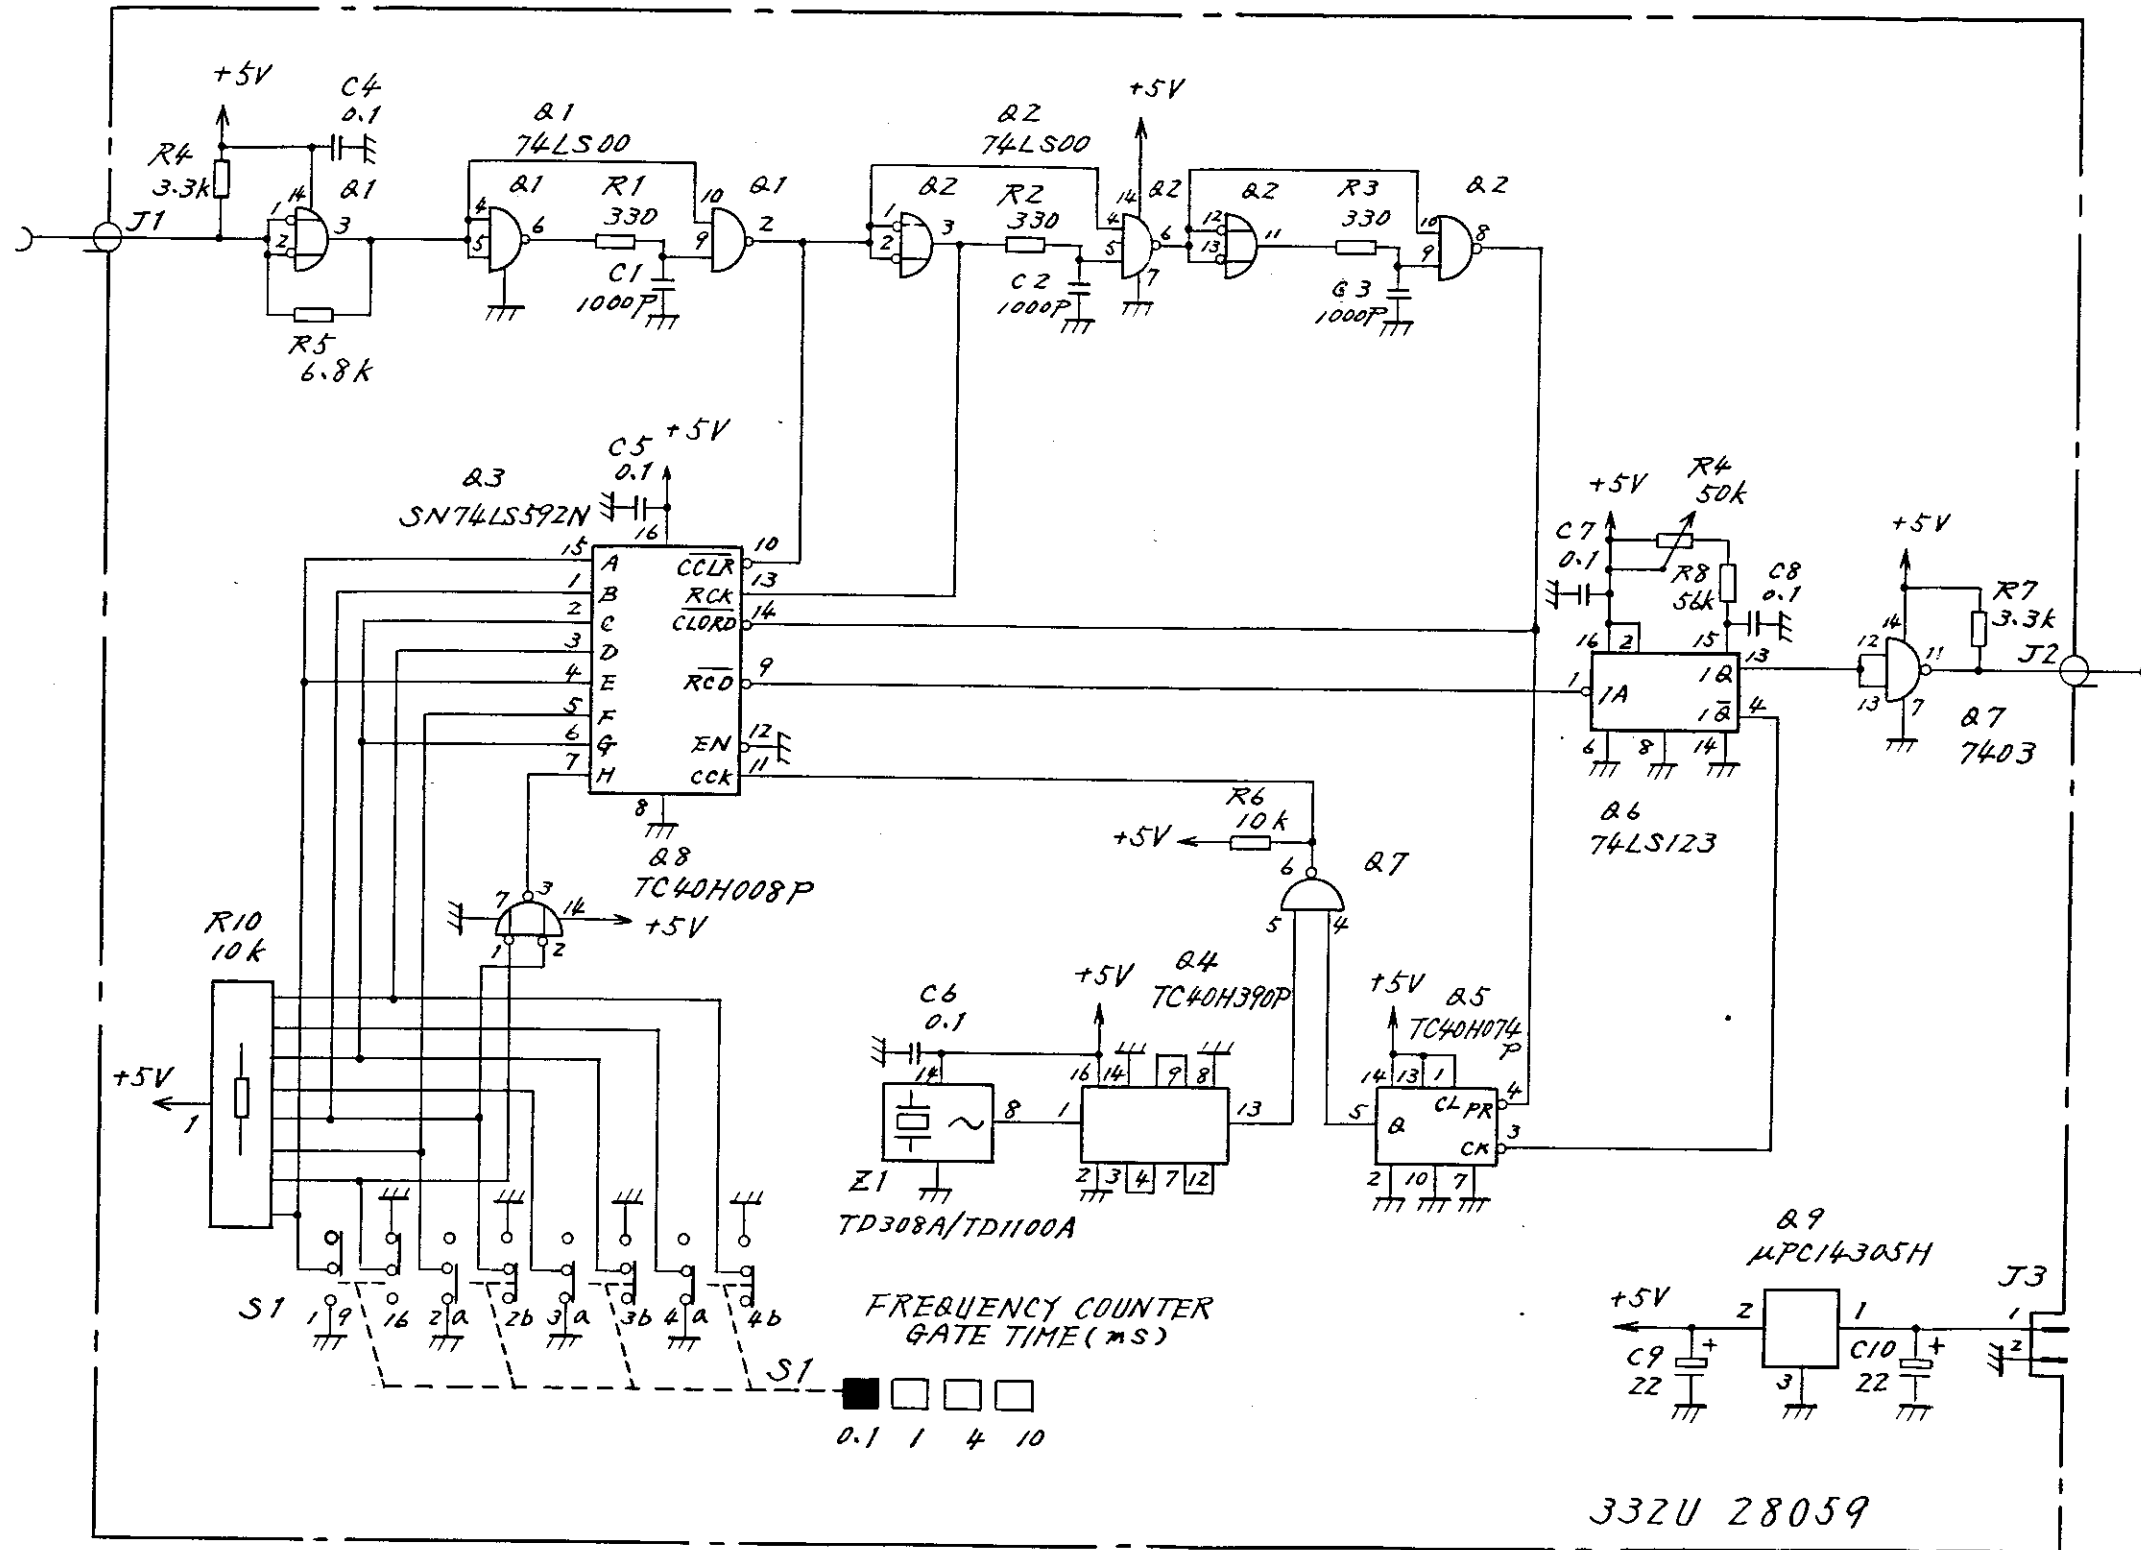 +5V
C4
0.1
R4
3.3k
14
Q1
1
2
3
J1
R5
6.8k
Q1
74LS00
4
5
Q1
6
R1
330
C1
1000P
10
9
Q1
2
Q2
74LS00
1
2
Q2
3
R2
330
C2
1000P
+5V
14
4
5
Q2
6
7
12
13
Q2
11
R3
330
C3
1000P
10
9
Q2
8
Q3
SN74LS592N
C5
0.1
+5V
16
15 A
1 B
2 C
3 D
4 E
5 F
6 G
7 H
8
CCLR 10
RCK 13
CLORD 14
RCD 9
EN 12
CCK 11
+5V
R4
50k
C7
0.1
R8
56k
C8
0.1
16
2
15
1
1A
1Q
13
1Q
4
6
8
14
Q6
74LS123
+5V
R7
3.3k
14
12
13
11
7
Q7
7403
J2
Q8
TC40H008P
7
3
14
+5V
1
2
R10
10k
+5V
1
R6
10k
+5V
6
Q7
5
4
C6
0.1
14
8
Z1
TD308A/TD1100A
+5V
Q4
TC40H390P
16
14
9
8
1
13
2
3
4
7
12
+5V
Q5
TC40H074
P
14
13
1
5
Q
CL
PR
4
CK
3
2
10
7
S1
1
9
1b
2
a
2b
3
a
3b
4
a
4b
FREQUENCY COUNTER
GATE TIME (ms)
S1
0.1
1
4
10
Q9
μPC14305H
+5V
2
1
3
C9
22
+
C10
22
+
J3
1
2
332U 28059